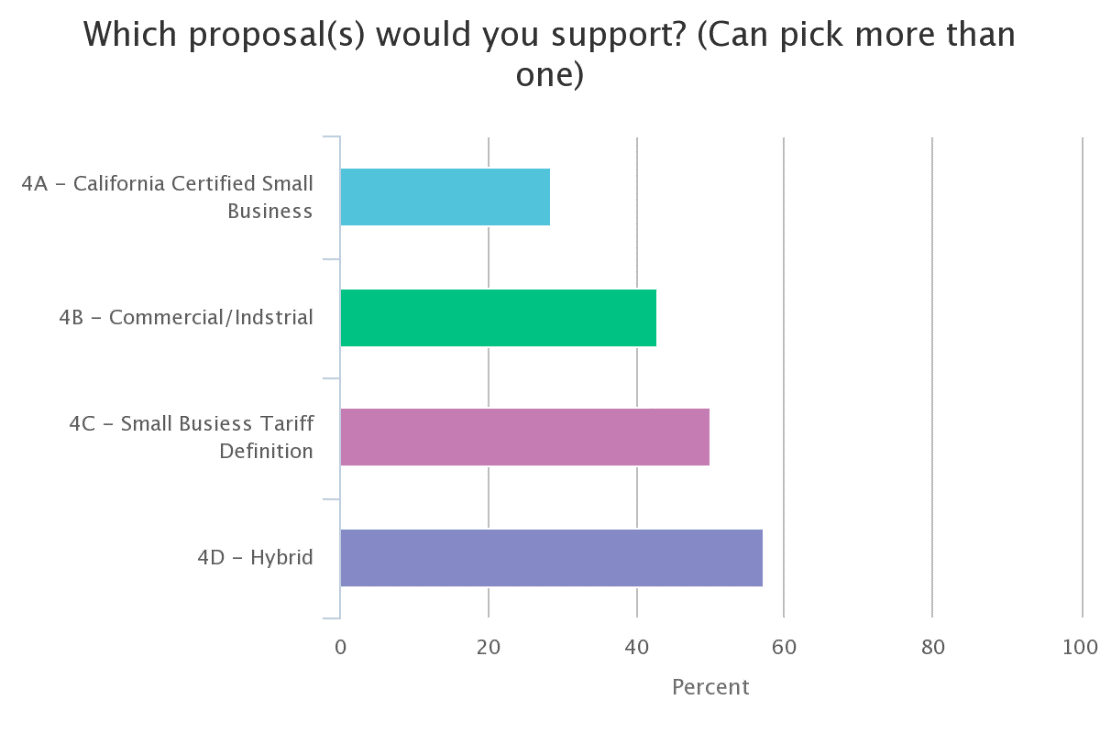 Which proposal(s) would you support? (Can pick more than
one)
4A – California Certified Small
Business
4B – Commercial/Indstrial
4C – Small Busiess Tariff
Definition
4D – Hybrid
0
20
40
60
80
100
Percent